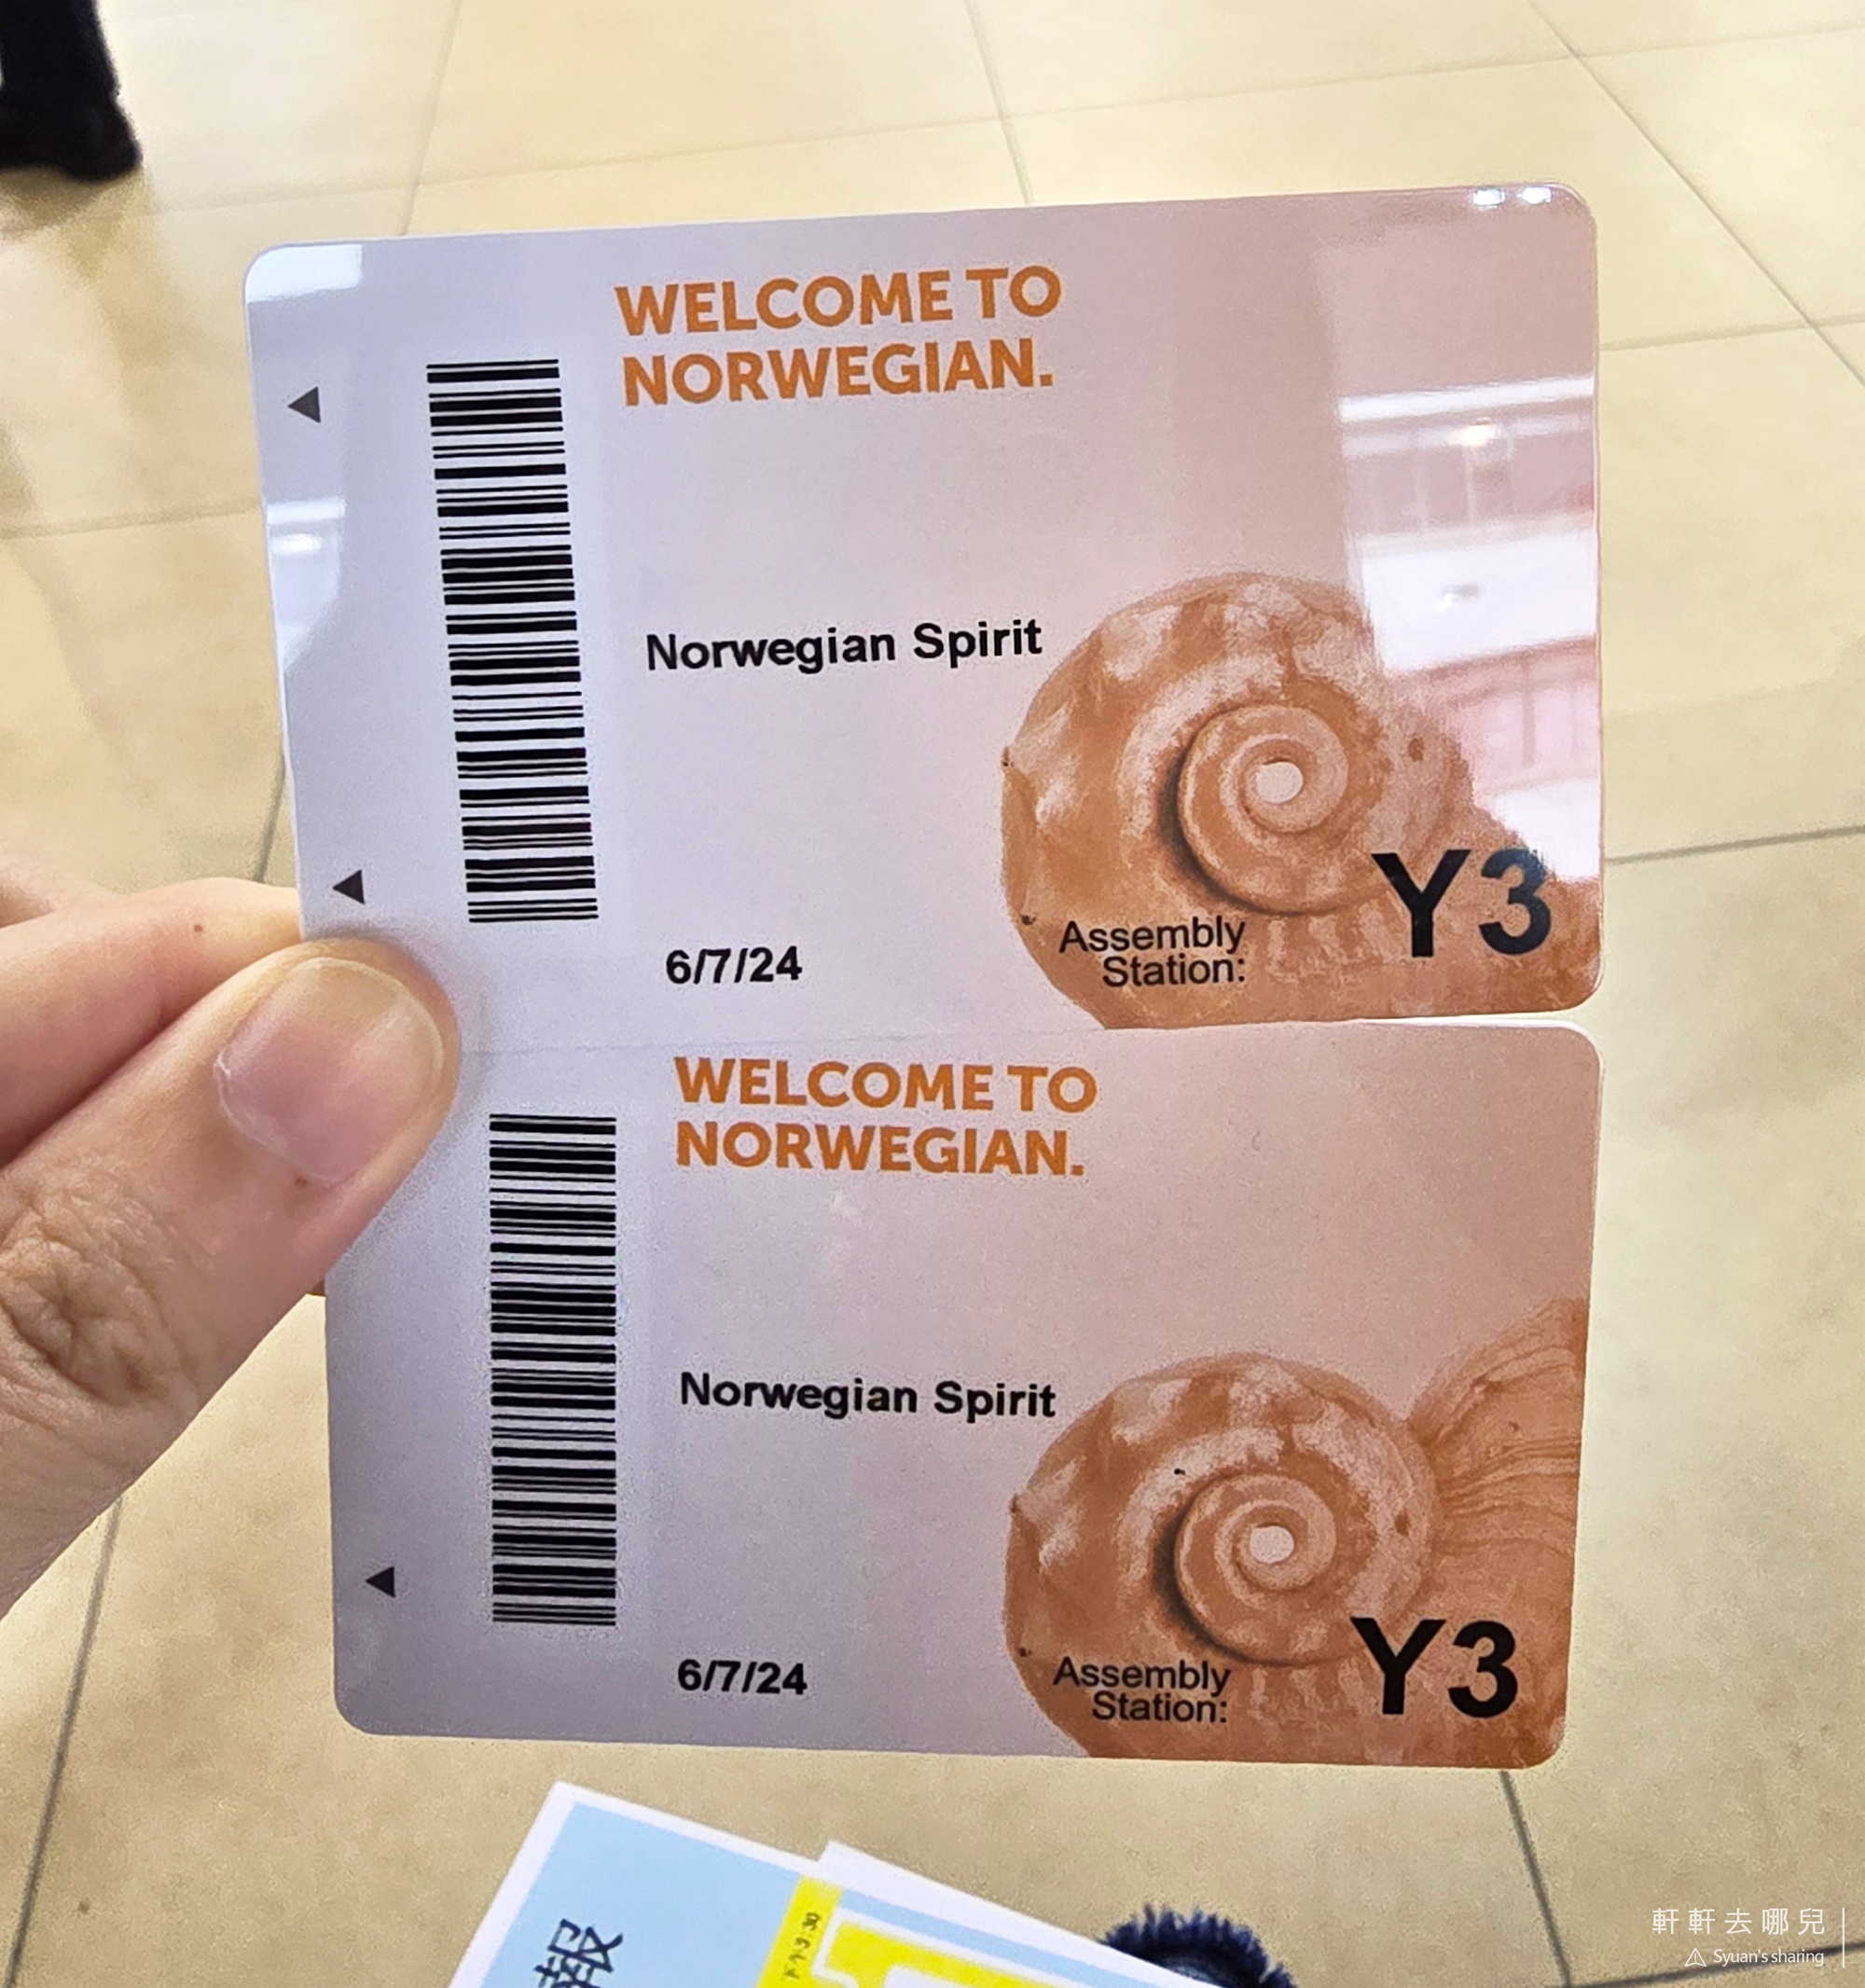 WELCOME TO
NORWEGIAN.
Norwegian Spirit
6/7/24
Assembly
Station:
Y3
WELCOME TO
NORWEGIAN.
Norwegian Spirit
6/7/24
Assembly
Station:
Y3
報
軒軒去哪兒
Syuan's sharing